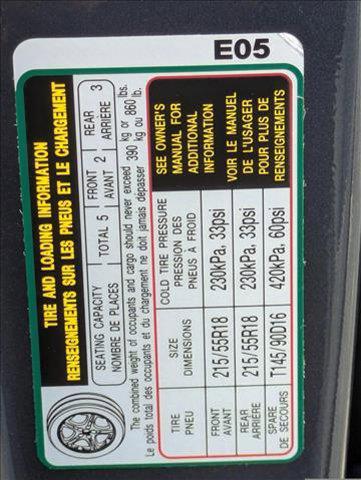 E05
TIRE AND LOADING INFORMATION
RENSEIGNEMENTS SUR LES PNEUS ET LE CHARGEMENT
SEATING CAPACITY TOTAL 5 FRONT 2 REAR 3
NOMBRE DE PLACES AVANT ARRIÈRE
The combined weight of occupants and cargo should never exceed 390 kg or 860 lbs.
Le poids total des occupants et du chargement ne doit jamais dépasser 390 kg ou 860 lb.
TIRE SIZE COLD TIRE PRESSURE
PNEU DIMENSIONS PRESSION DES
PNEUS À FROID
FRONT 215/55R18 230kPa, 33psi
AVANT
REAR 215/55R18 230kPa, 33psi
ARRIÈRE
SPARE T145/90D16 420kPa, 60psi
DE SECOURS
SEE OWNER'S
MANUAL FOR
ADDITIONAL
INFORMATION
VOIR LE MANUEL
DE L'USAGER
POUR PLUS DE
RENSEIGNEMENTS